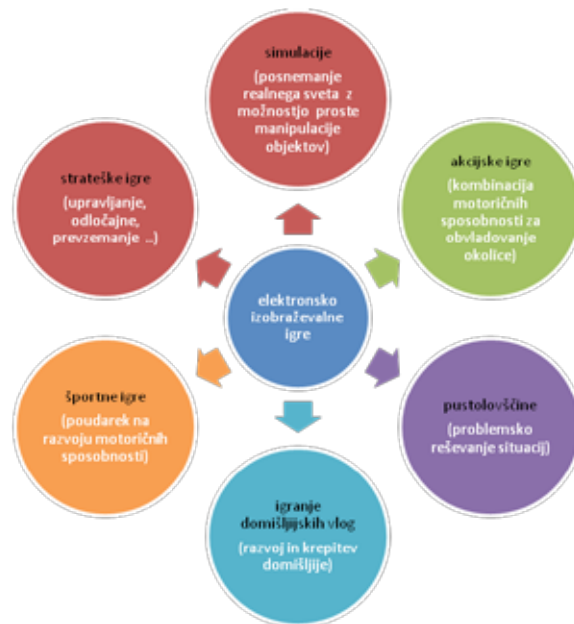 simulacije
(posnemanje
realnega sveta z
možnostjo proste
manipulacije
objektov)
strateške igre
(upravljanje,
odločajne,
prevzemanje ...)
akcijske igre
(kombinacija
motoričnih
sposobnosti za
obvladovanje
okolice)
elektronsko
izobraževalne
igre
športne igre
(poudarek na
razvoju motoričnih
sposobnosti)
pustolovščine
(problemsko
reševanje situacij)
igranje
domišljijskih vlog
(razvoj in krepitev
domišljije)